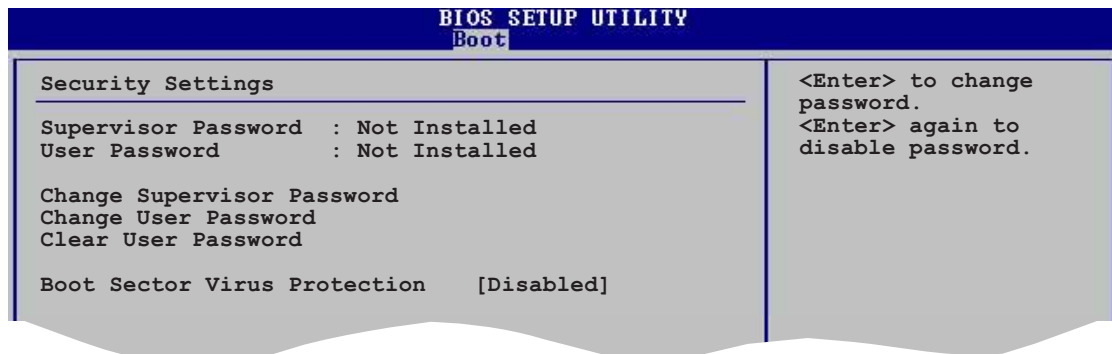 BIOS SETUP UTILITY
Boot
Security Settings
Supervisor Password : Not Installed
User Password : Not Installed
Change Supervisor Password
Change User Password
Clear User Password
Boot Sector Virus Protection [Disabled]
<Enter> to change
password.
<Enter> again to
disable password.